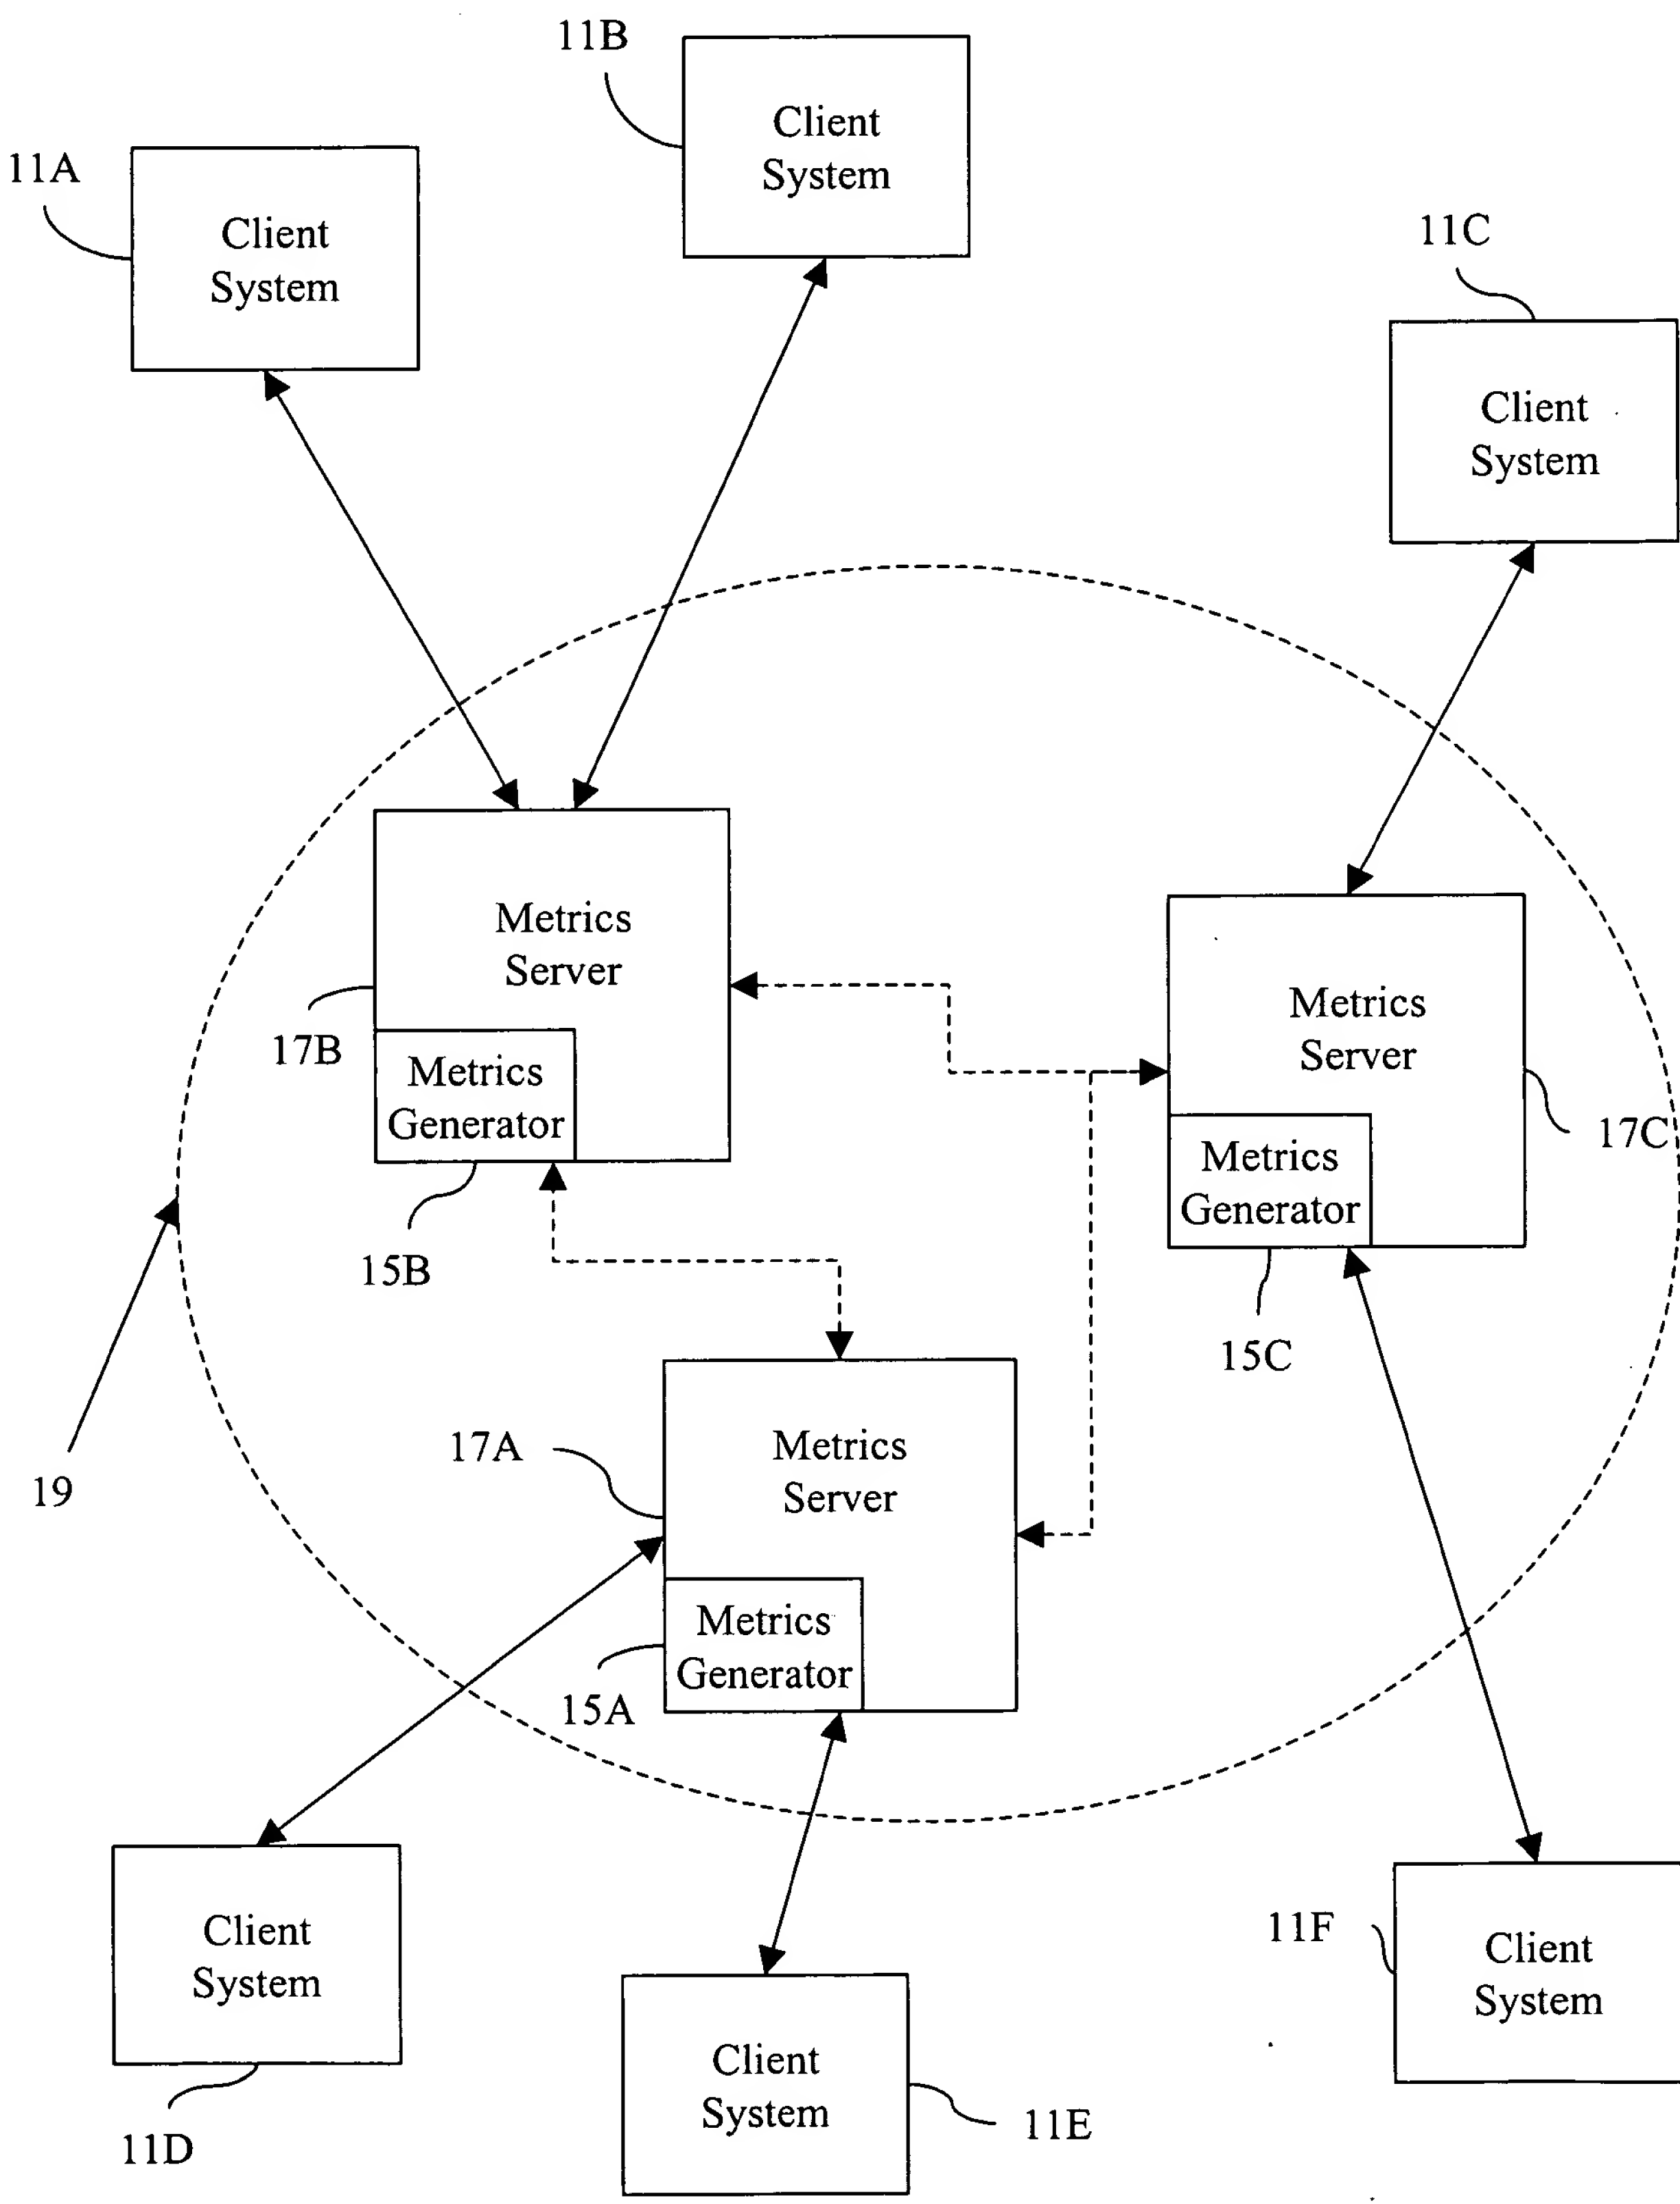 11B
Client
System
11A
Client
System
11C
Client
System
Metrics
Server
17B
Metrics
Generator
15B
Metrics
Server
17C
Metrics
Generator
15C
17A
Metrics
Server
19
Metrics
Generator
15A
Client
System
11D
Client
System
11E
11F
Client
System